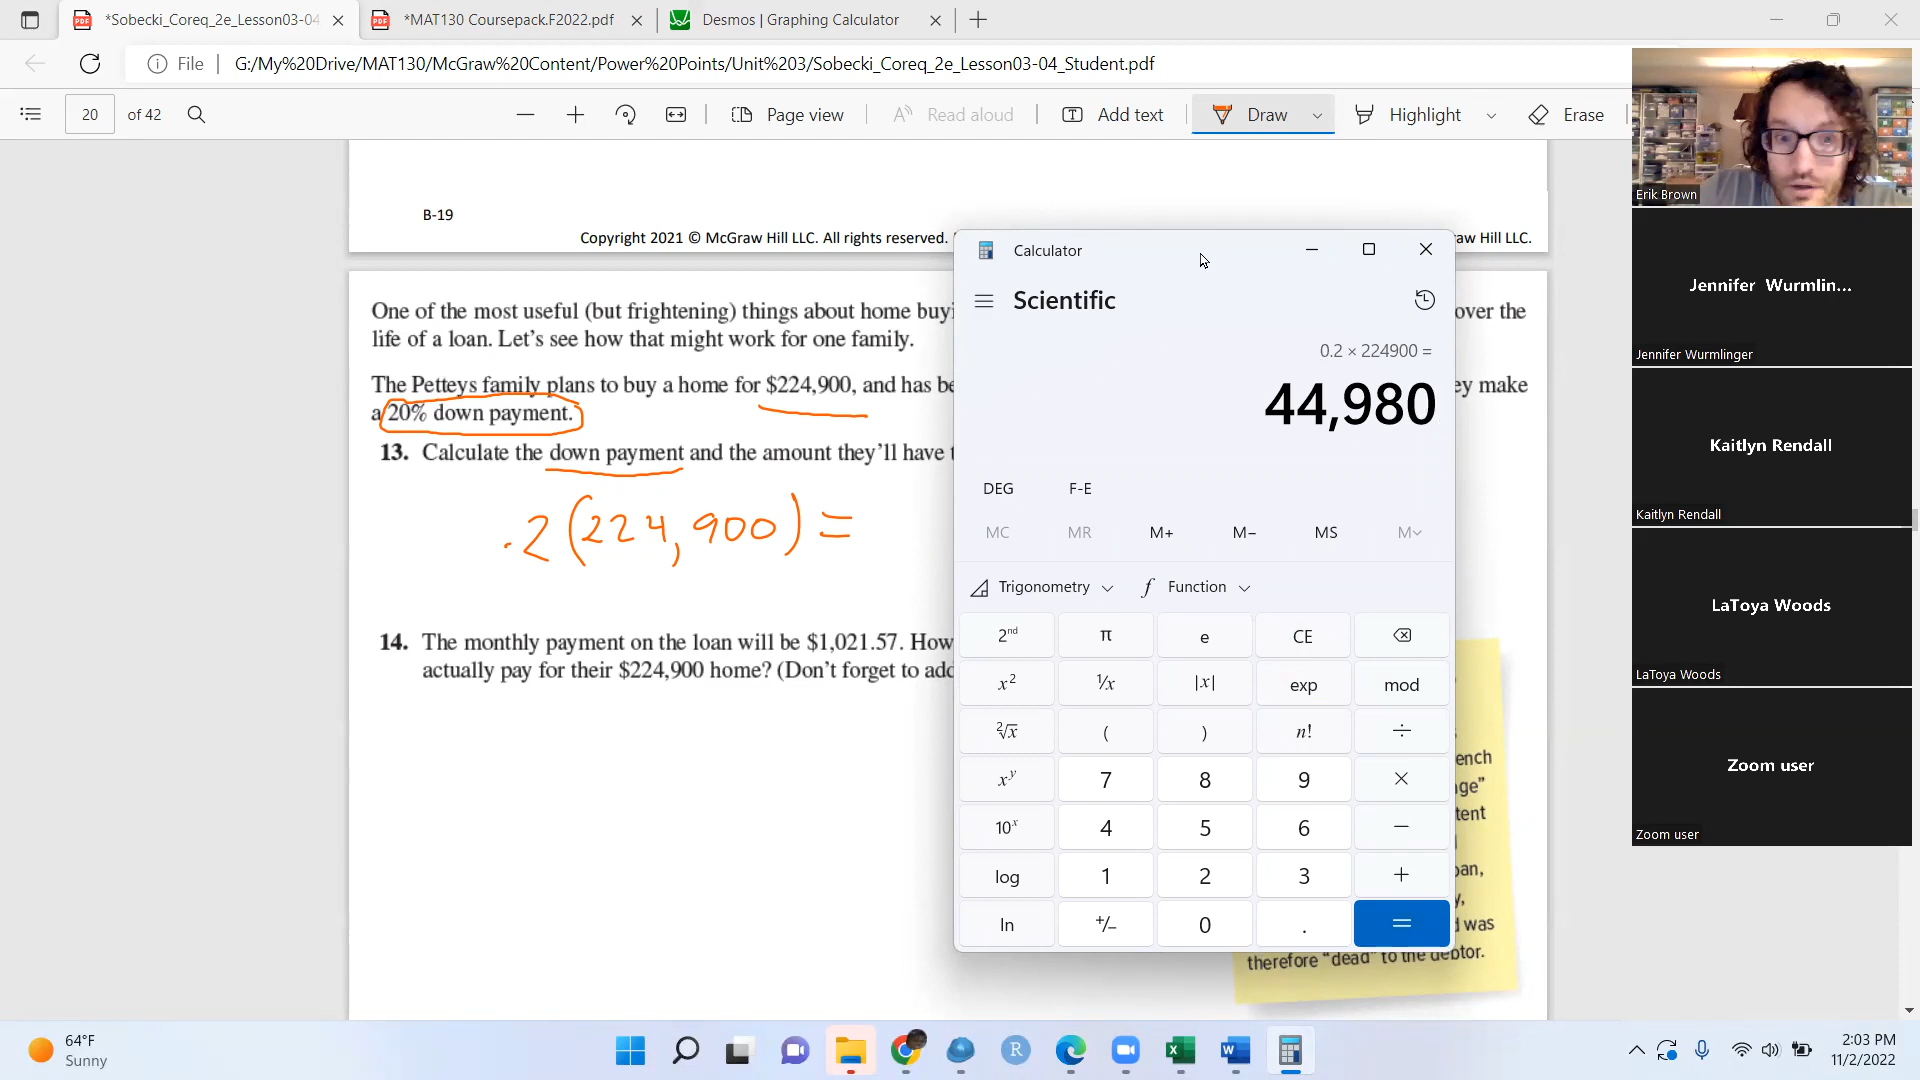 *Sobecki_Coreq_2e_Lesson03-04
*MAT130 Coursepack.F2022.pdf
Desmos | Graphing Calculator
File
G:/My%20Drive/MAT130/McGraw%20Content/Power%20Points/Unit%203/Sobecki_Coreq_2e_Lesson03-04_Student.pdf
20 of 42
Page view
Read aloud
Add text
Draw
Highlight
Erase
B-19
Copyright 2021 © McGraw Hill LLC. All rights reserved.
aw Hill LLC.
One of the most useful (but frightening) things about home buy
over the
life of a loan. Let's see how that might work for one family.
The Petteys family plans to buy a home for $224,900, and has be
ey make
a 20% down payment.
13. Calculate the down payment and the amount they'll have t
.2(224,900) =
14. The monthly payment on the loan will be $1,021.57. How
actually pay for their $224,900 home? (Don't forget to add
ench
ge"
tent
an,
y,
d was
therefore "dead" to the debtor.
Calculator
Scientific
0.2 × 224900 =
44,980
DEG F-E
MC MR M+ M− MS M
Trigonometry
f Function
2nd π e CE
x² ¹/x |x| exp mod
²√x ( ) n! ÷
xʸ 7 8 9 ×
10ˣ 4 5 6 −
log 1 2 3 +
ln +/− 0 . =
Erik Brown
Jennifer Wurmlin...
Jennifer Wurmlinger
Kaitlyn Rendall
Kaitlyn Rendall
LaToya Woods
LaToya Woods
Zoom user
Zoom user
64°F
Sunny
2:03 PM
11/2/2022